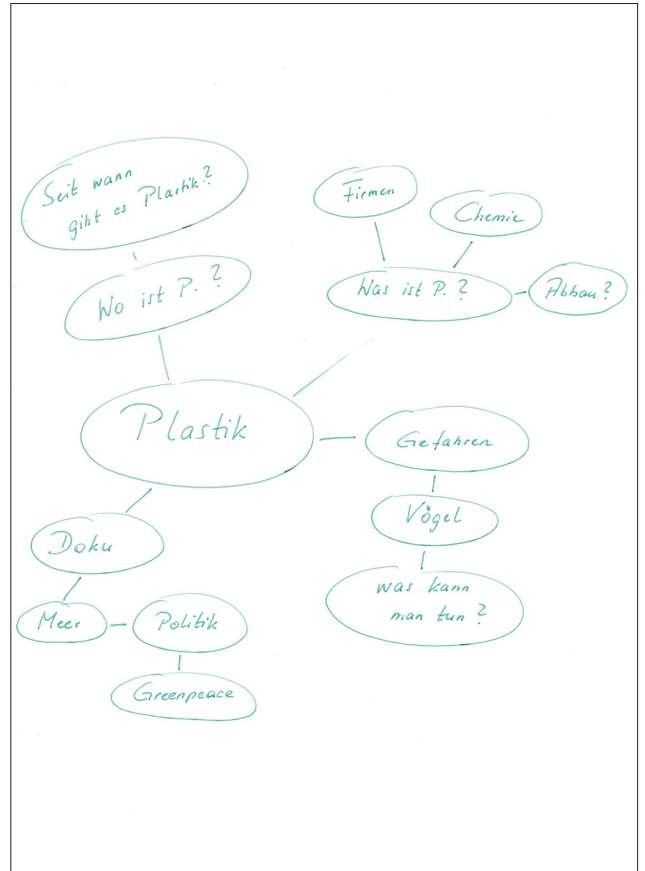 Seit wann
gibt es Plastik?
Firmen
Chemie
Wo ist P.?
Was ist P.?
Abbau?
Plastik
Gefahren
Vögel
Doku
was kann
man tun?
Meer
Politik
Greenpeace